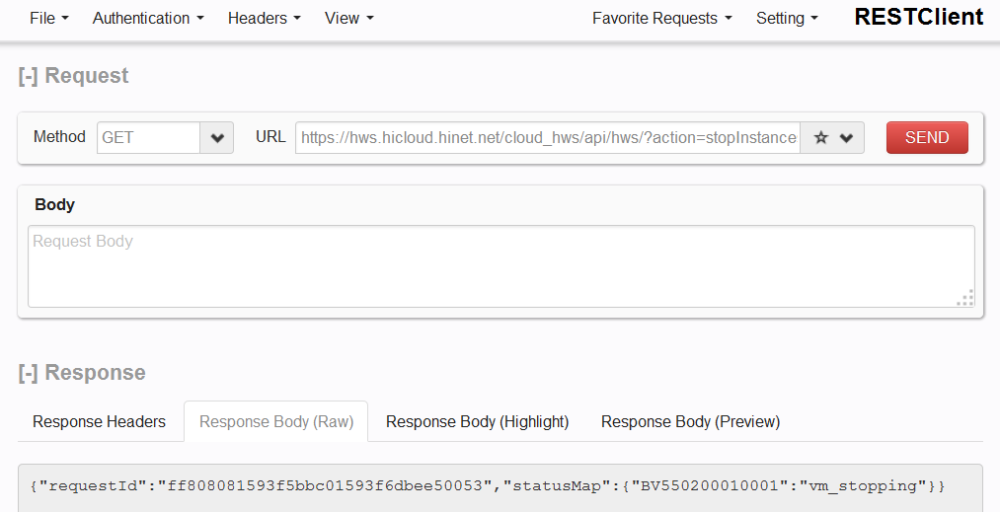 File Authentication Headers View Favorite Requests Setting RESTClient
[-] Request
Method GET URL https://hws.hicloud.hinet.net/cloud_hws/api/hws/?action=stopInstance SEND
Body
Request Body
[-] Response
Response Headers Response Body (Raw) Response Body (Highlight) Response Body (Preview)
{"requestId":"ff808081593f5bbc01593f6dbee50053","statusMap":{"BV550200010001":"vm_stopping"}}